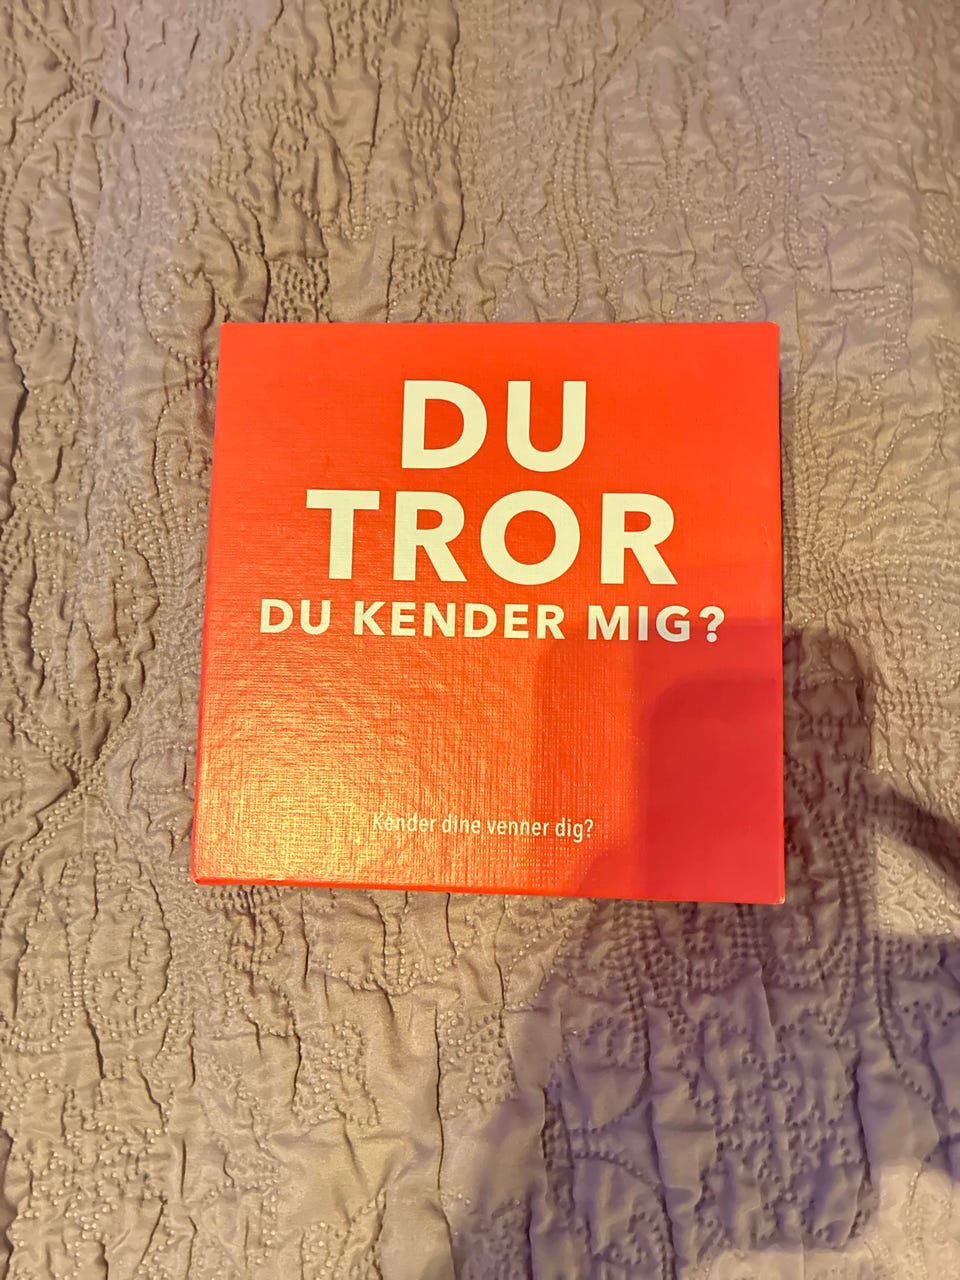 DU
TROR
DU KENDER MIG?
Kender dine venner dig?